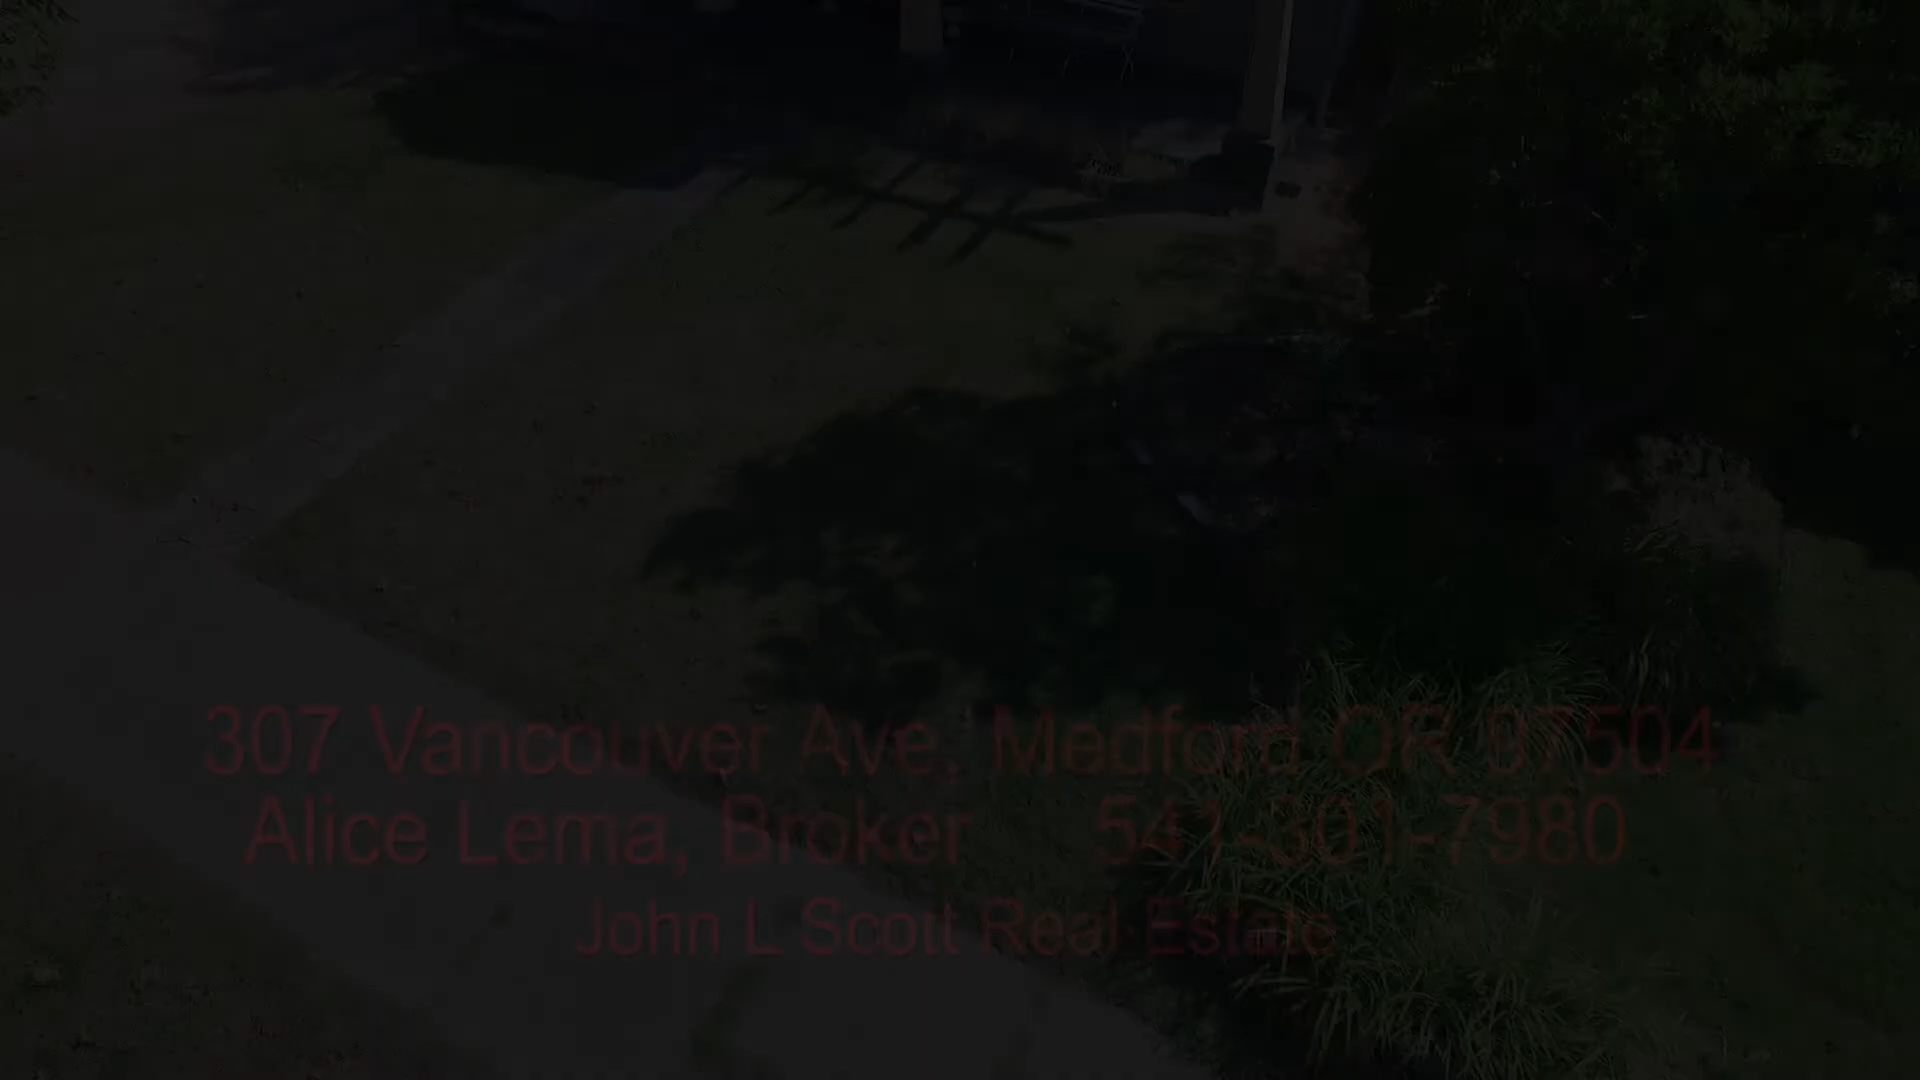 307 Vancouver Ave. Medford OR 97504
Alice Lema, Broker 541-301-7980
John L Scott Real Estate